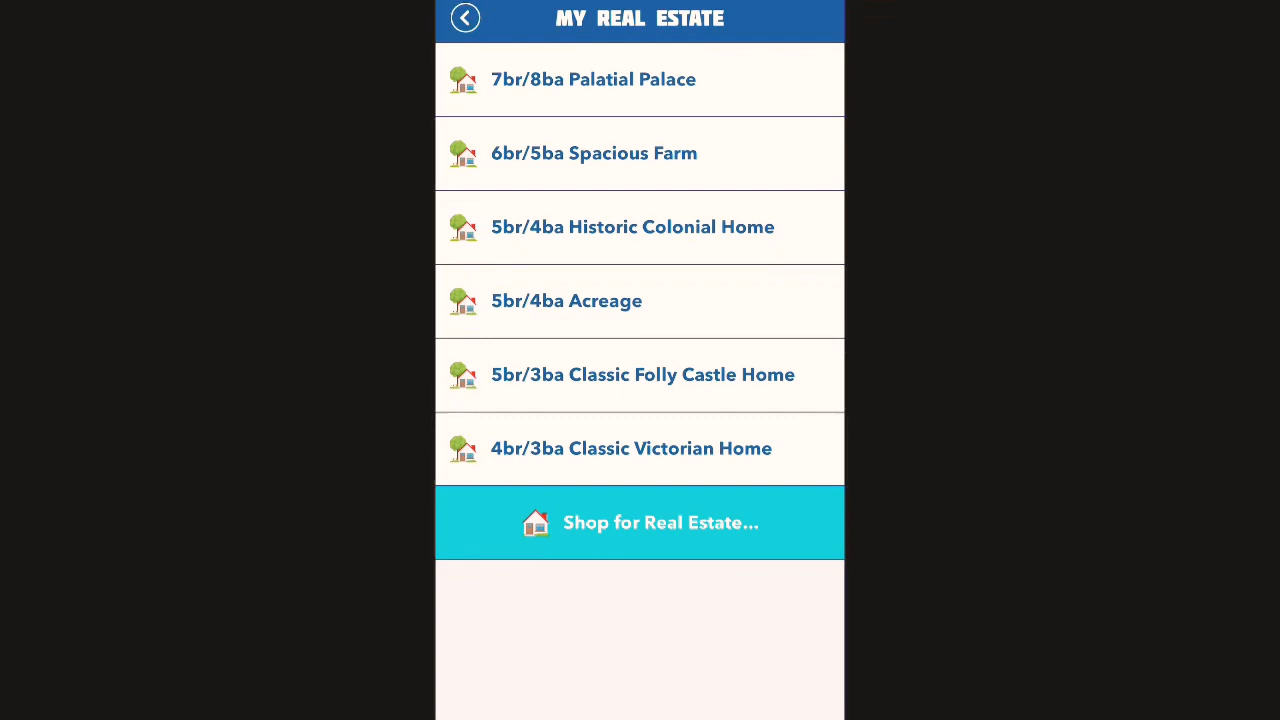 MY REAL ESTATE
7br/8ba Palatial Palace
6br/5ba Spacious Farm
5br/4ba Historic Colonial Home
5br/4ba Acreage
5br/3ba Classic Folly Castle Home
4br/3ba Classic Victorian Home
Shop for Real Estate...